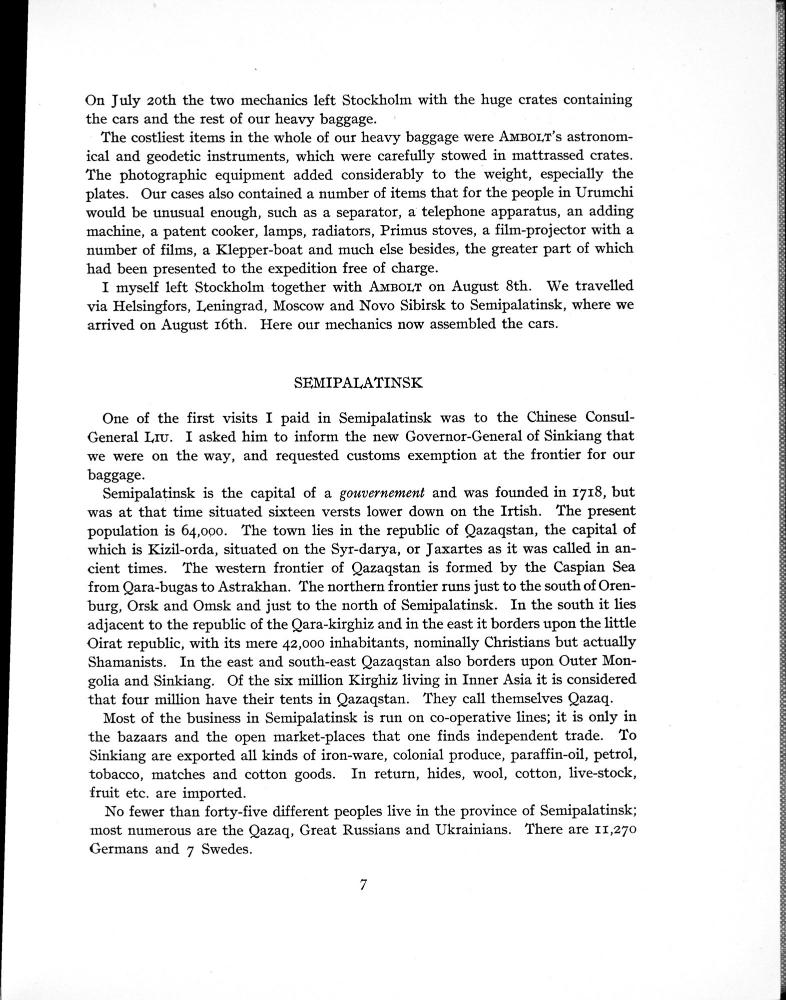 On July 20th the two mechanics left Stockholm with the huge crates containing
the cars and the rest of our heavy baggage.
The costliest items in the whole of our heavy baggage were AMBOLT's astronom-
ical and geodetic instruments, which were carefully stowed in mattrassed crates.
The photographic equipment added considerably to the weight, especially the
plates. Our cases also contained a number of items that for the people in Urumchi
would be unusual enough, such as a separator, a telephone apparatus, an adding
machine, a patent cooker, lamps, radiators, Primus stoves, a film-projector with a
number of films, a Klepper-boat and much else besides, the greater part of which
had been presented to the expedition free of charge.
I myself left Stockholm together with AMBOLT on August 8th. We travelled
via Helsingfors, Leningrad, Moscow and Novo Sibirsk to Semipalatinsk, where we
arrived on August 16th. Here our mechanics now assembled the cars.
SEMIPALATINSK
One of the first visits I paid in Semipalatinsk was to the Chinese Consul-
General LIU. I asked him to inform the new Governor-General of Sinkiang that
we were on the way, and requested customs exemption at the frontier for our
baggage.
Semipalatinsk is the capital of a gouvernement and was founded in 1718, but
was at that time situated sixteen versts lower down on the Irtish. The present
population is 64,000. The town lies in the republic of Qazaqstan, the capital of
which is Kizil-orda, situated on the Syr-darya, or Jaxartes as it was called in an-
cient times. The western frontier of Qazaqstan is formed by the Caspian Sea
from Qara-bugas to Astrakhan. The northern frontier runs just to the south of Oren-
burg, Orsk and Omsk and just to the north of Semipalatinsk. In the south it lies
adjacent to the republic of the Qara-kirghiz and in the east it borders upon the little
Oirat republic, with its mere 42,000 inhabitants, nominally Christians but actually
Shamanists. In the east and south-east Qazaqstan also borders upon Outer Mon-
golia and Sinkiang. Of the six million Kirghiz living in Inner Asia it is considered
that four million have their tents in Qazaqstan. They call themselves Qazaq.
Most of the business in Semipalatinsk is run on co-operative lines; it is only in
the bazaars and the open market-places that one finds independent trade. To
Sinkiang are exported all kinds of iron-ware, colonial produce, paraffin-oil, petrol,
tobacco, matches and cotton goods. In return, hides, wool, cotton, live-stock,
fruit etc. are imported.
No fewer than forty-five different peoples live in the province of Semipalatinsk;
most numerous are the Qazaq, Great Russians and Ukrainians. There are 11,270
Germans and 7 Swedes.
7